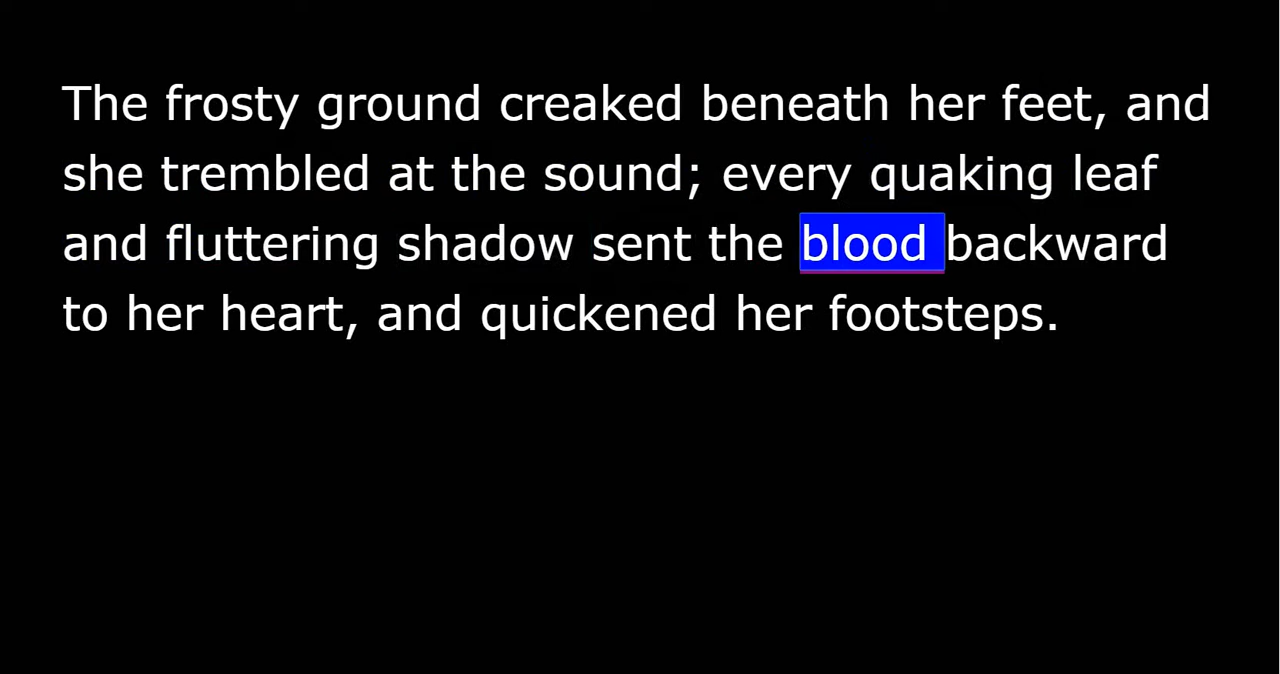 The frosty ground creaked beneath her feet, and
she trembled at the sound; every quaking leaf
and fluttering shadow sent the blood backward
to her heart, and quickened her footsteps.